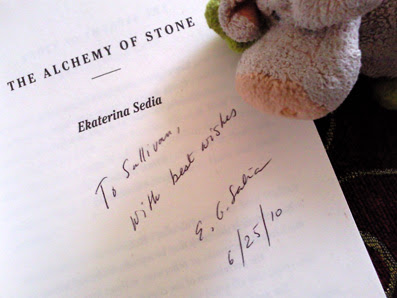 THE ALCHEMY OF STONE
Ekaterina Sedia
To Sullivan,
with best wishes
E. G. Sedia
6/25/10